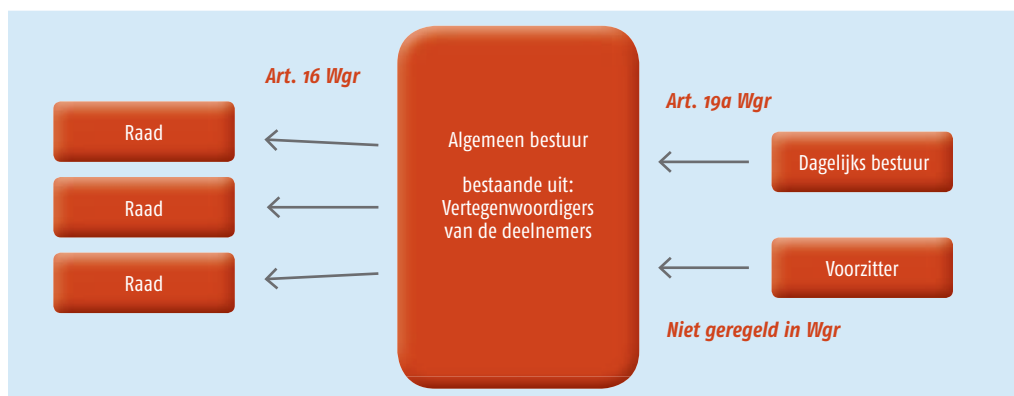 Art. 16 Wgr
Raad
Raad
Raad
Algemeen bestuur
bestaande uit:
Vertegenwoordigers
van de deelnemers
Art. 19a Wgr
Dagelijks bestuur
Voorzitter
Niet geregeld in Wgr